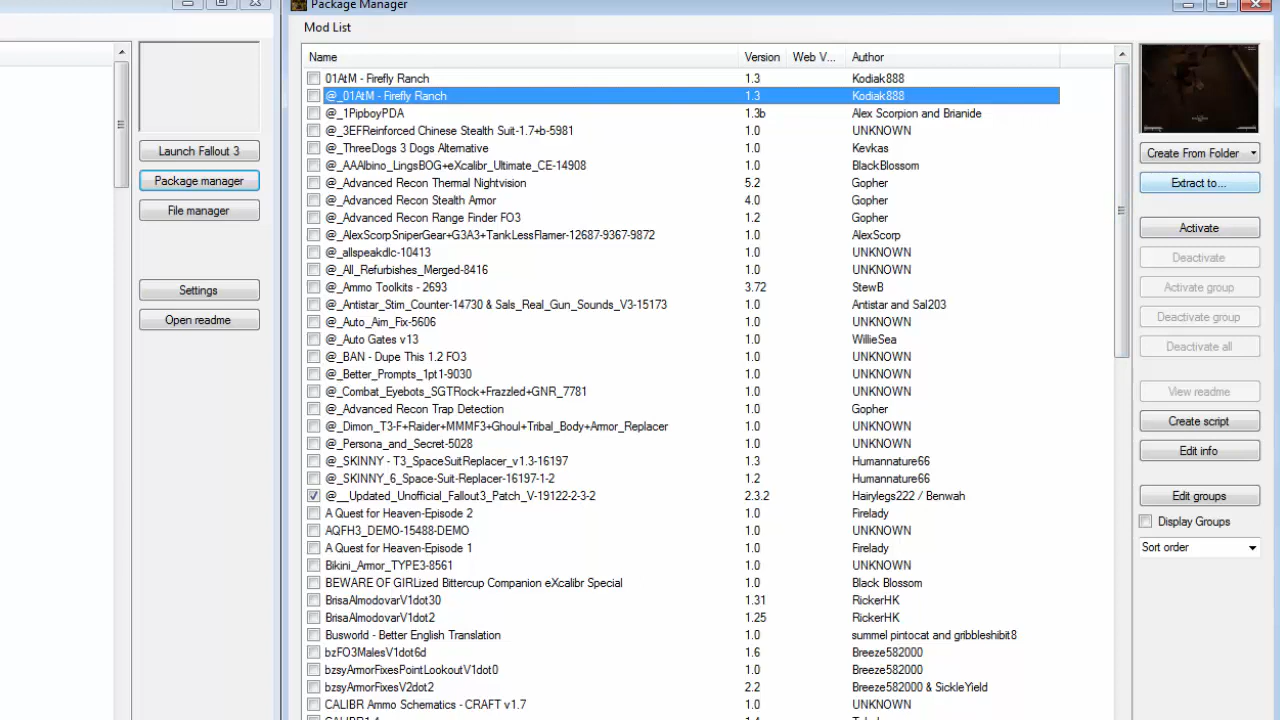 Package Manager
Mod List
Name Version Web V... Author
01AtM - Firefly Ranch 1.3 Kodiak888
@_01AtM - Firefly Ranch 1.3 Kodiak888
@_1PipboyPDA 1.3b Alex Scorpion and Brianide
@_3EFReinforced Chinese Stealth Suit-1.7+b-5981 1.0 UNKNOWN
@_ThreeDogs 3 Dogs Alternative 1.0 Kevkas
@_AAAlbino_LingsBOG+eXcalibr_Ultimate_CE-14908 1.0 BlackBlossom
@_Advanced Recon Thermal Nightvision 5.2 Gopher
@_Advanced Recon Stealth Armor 4.0 Gopher
@_Advanced Recon Range Finder FO3 1.2 Gopher
@_AlexScorpSniperGear+G3A3+TankLessFlamer-12687-9367-9872 1.0 AlexScorp
@_allspeakdlc-10413 1.0 UNKNOWN
@_All_Refurbishes_Merged-8416 1.0 UNKNOWN
@_Ammo Toolkits - 2693 3.72 StewB
@_Antistar_Stim_Counter-14730 & Sals_Real_Gun_Sounds_V3-15173 1.0 Antistar and Sal203
@_Auto_Aim_Fix-5606 1.0 UNKNOWN
@_Auto Gates v13 1.0 WillieSea
@_BAN - Dupe This 1.2 FO3 1.0 UNKNOWN
@_Better_Prompts_1pt1-9030 1.0 UNKNOWN
@_Combat_Eyebots_SGTRock+Frazzled+GNR_7781 1.0 UNKNOWN
@_Advanced Recon Trap Detection 1.0 Gopher
@_Dimon_T3-F+Raider+MMMF3+Ghoul+Tribal_Body+Armor_Replacer 1.0 UNKNOWN
@_Persona_and_Secret-5028 1.0 UNKNOWN
@_SKINNY - T3_SpaceSuitReplacer_v1.3-16197 1.3 Humannature66
@_SKINNY_6_Space-Suit-Replacer-16197-1-2 1.2 Humannature66
@__Updated_Unofficial_Fallout3_Patch_V-19122-2-3-2 2.3.2 Hairylegs222 / Benwah
A Quest for Heaven-Episode 2 1.0 Firelady
AQFH3_DEMO-15488-DEMO 1.0 UNKNOWN
A Quest for Heaven-Episode 1 1.0 Firelady
Bikini_Armor_TYPE3-8561 1.0 UNKNOWN
BEWARE OF GIRLized Bittercup Companion eXcalibr Special 1.0 Black Blossom
BrisaAlmodovarV1dot30 1.31 RickerHK
BrisaAlmodovarV1dot2 1.25 RickerHK
Busworld - Better English Translation 1.0 summel pintocat and gribbleshibit8
bzFO3MalesV1dot6d 1.6 Breeze582000
bzsyAmorFixesPointLookoutV1dot0 1.0 Breeze582000
bzsyArmorFixesV2dot2 2.2 Breeze582000 & SickleYield
CALIBR Ammo Schematics - CRAFT v1.7 1.0 UNKNOWN
Launch Fallout 3
Package manager
File manager
Settings
Open readme
Create From Folder
Extract to...
Activate
Deactivate
Activate group
Deactivate group
Deactivate all
View readme
Create script
Edit info
Edit groups
Display Groups
Sort order